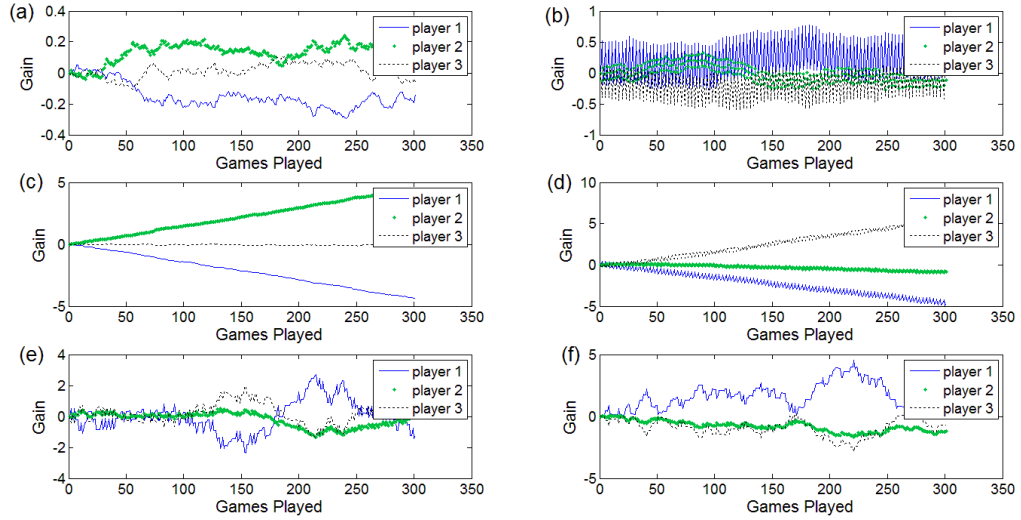 (a)
0.4
0.2
0
-0.2
-0.4
Gain
0 50 100 150 200 250 300 350
Games Played
player 1
player 2
player 3
(b)
1
0.5
0
-0.5
-1
Gain
0 50 100 150 200 250 300 350
Games Played
player 1
player 2
player 3
(c)
5
0
-5
Gain
0 50 100 150 200 250 300 350
Games Played
player 1
player 2
player 3
(d)
10
5
0
-5
Gain
0 50 100 150 200 250 300 350
Games Played
player 1
player 2
player 3
(e)
4
2
0
-2
-4
Gain
0 50 100 150 200 250 300 350
Games Played
player 1
player 2
player 3
(f)
5
0
-5
Gain
0 50 100 150 200 250 300 350
Games Played
player 1
player 2
player 3